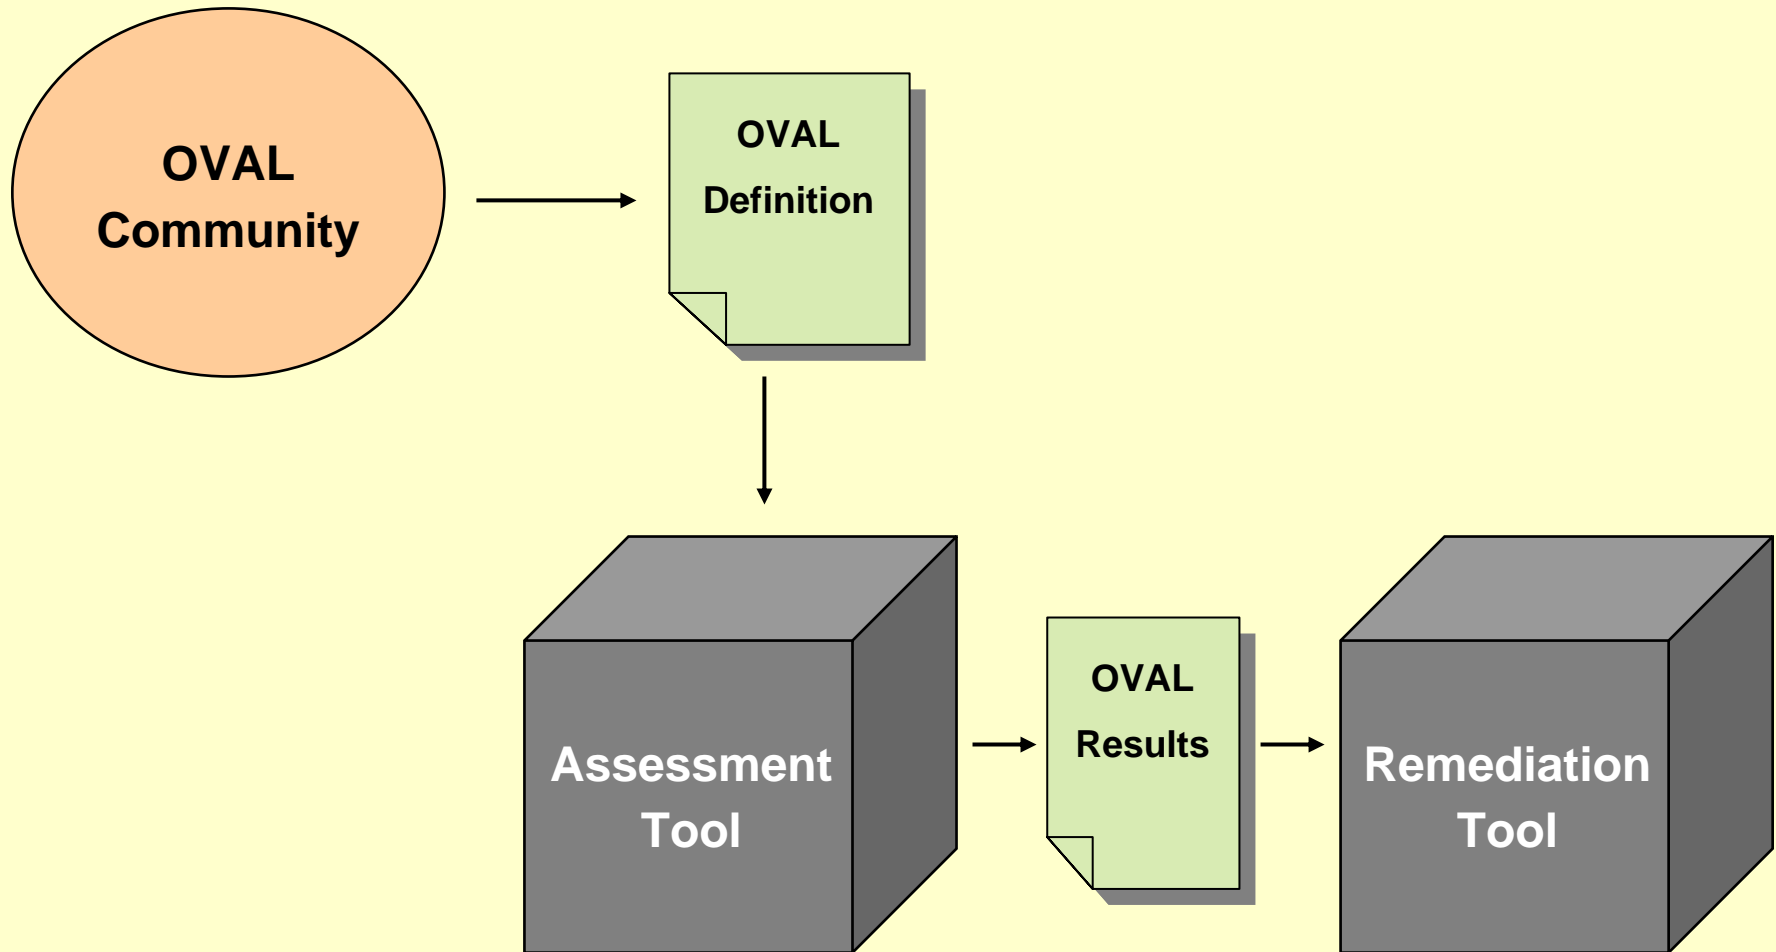 OVAL
Community
OVAL
Definition
Assessment
Tool
OVAL
Results
Remediation
Tool